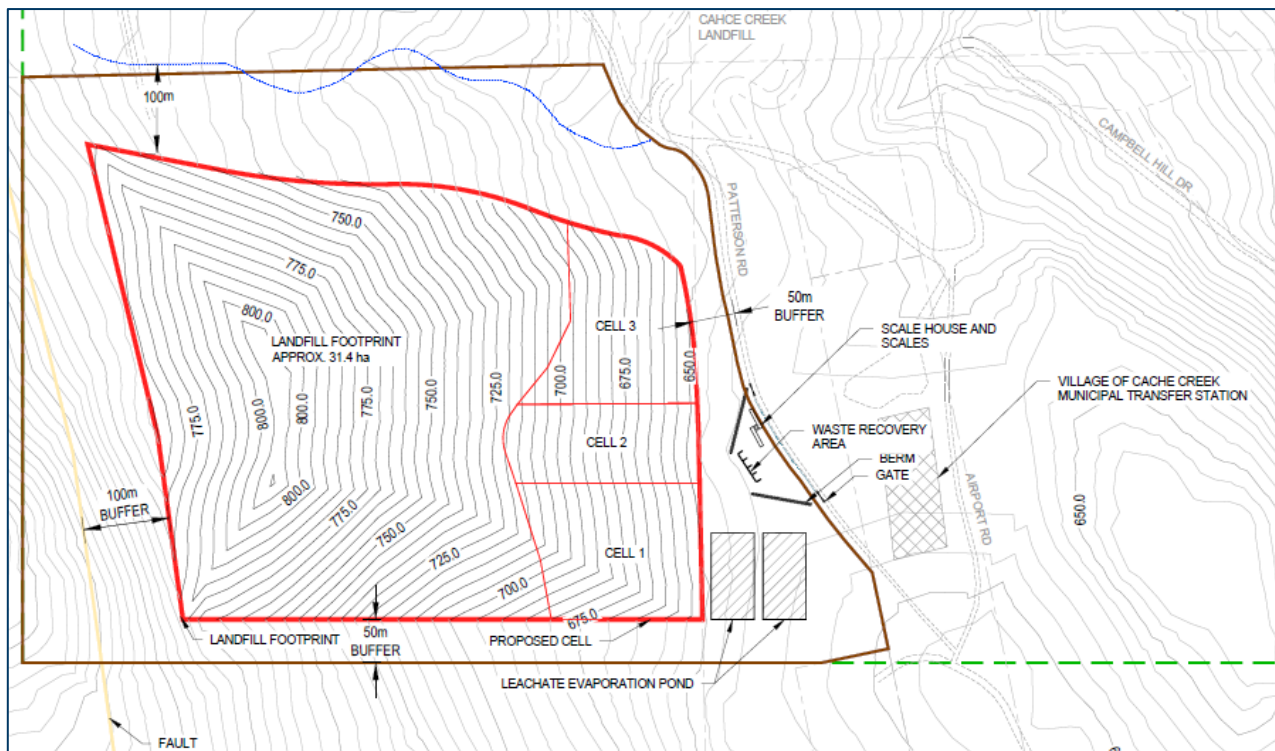 CAHCE CREEK
LANDFILL
100m
CAMPBELL HILL DR
PATTERSON RD
750.0
775.0
800.0
LANDFILL FOOTPRINT
APPROX. 31.4 ha
CELL 3
50m
BUFFER
SCALE HOUSE AND
SCALES
775.0
800.0
800.0
775.0
750.0
725.0
700.0
675.0
650.0
VILLAGE OF CACHE CREEK
MUNICIPAL TRANSFER STATION
CELL 2
WASTE RECOVERY
AREA
BERM
GATE
AIRPORT RD
650.0
100m
BUFFER
800.0
775.0
750.0
725.0
700.0
675.0
CELL 1
LANDFILL FOOTPRINT
50m
BUFFER
PROPOSED CELL
LEACHATE EVAPORATION POND
FAULT